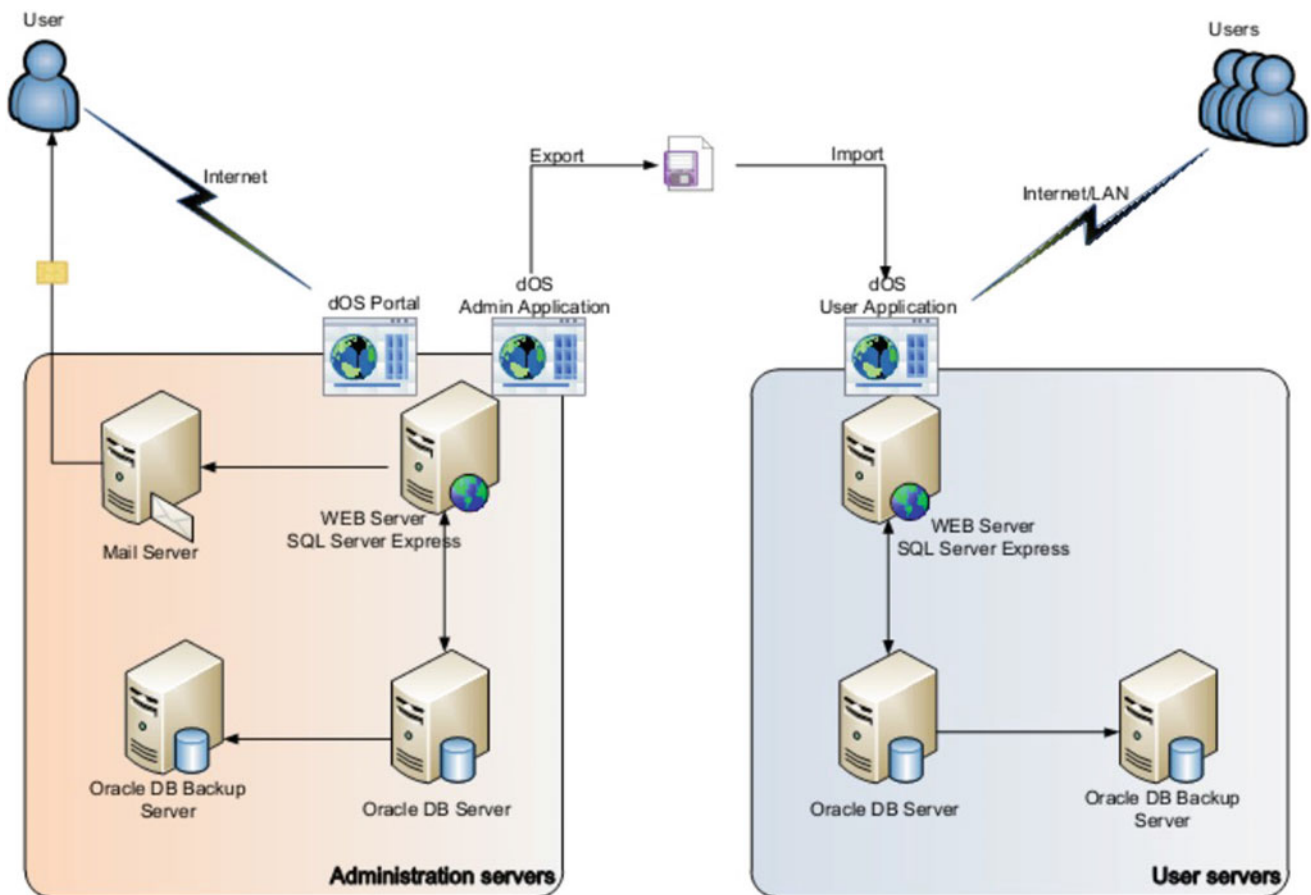 User
Users
Internet
Export
Import
Internet/LAN
dOS Portal
dOS
Admin Application
dOS
User Application
Mail Server
WEB Server
SQL Server Express
WEB Server
SQL Server Express
Oracle DB Backup
Server
Oracle DB Server
Oracle DB Server
Oracle DB Backup
Server
Administration servers
User servers